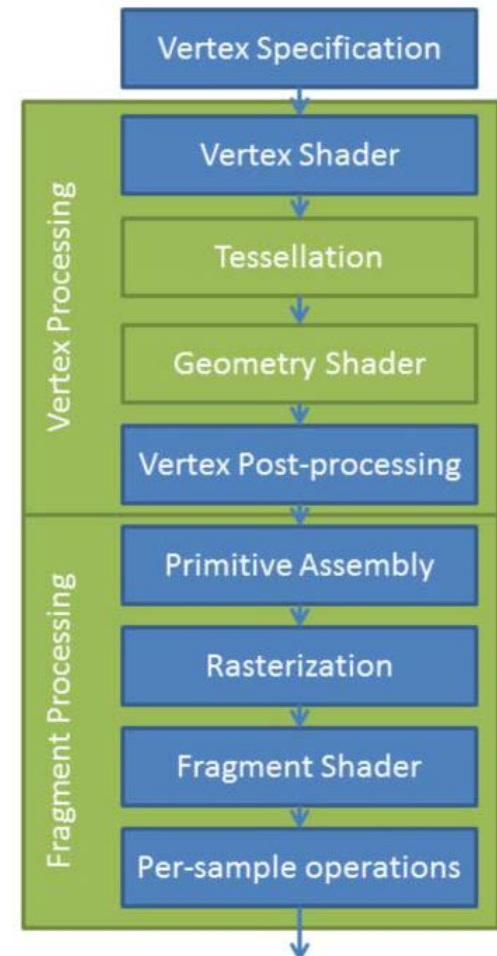 Vertex Specification
Vertex Processing
Vertex Shader
Tessellation
Geometry Shader
Vertex Post-processing
Fragment Processing
Primitive Assembly
Rasterization
Fragment Shader
Per-sample operations